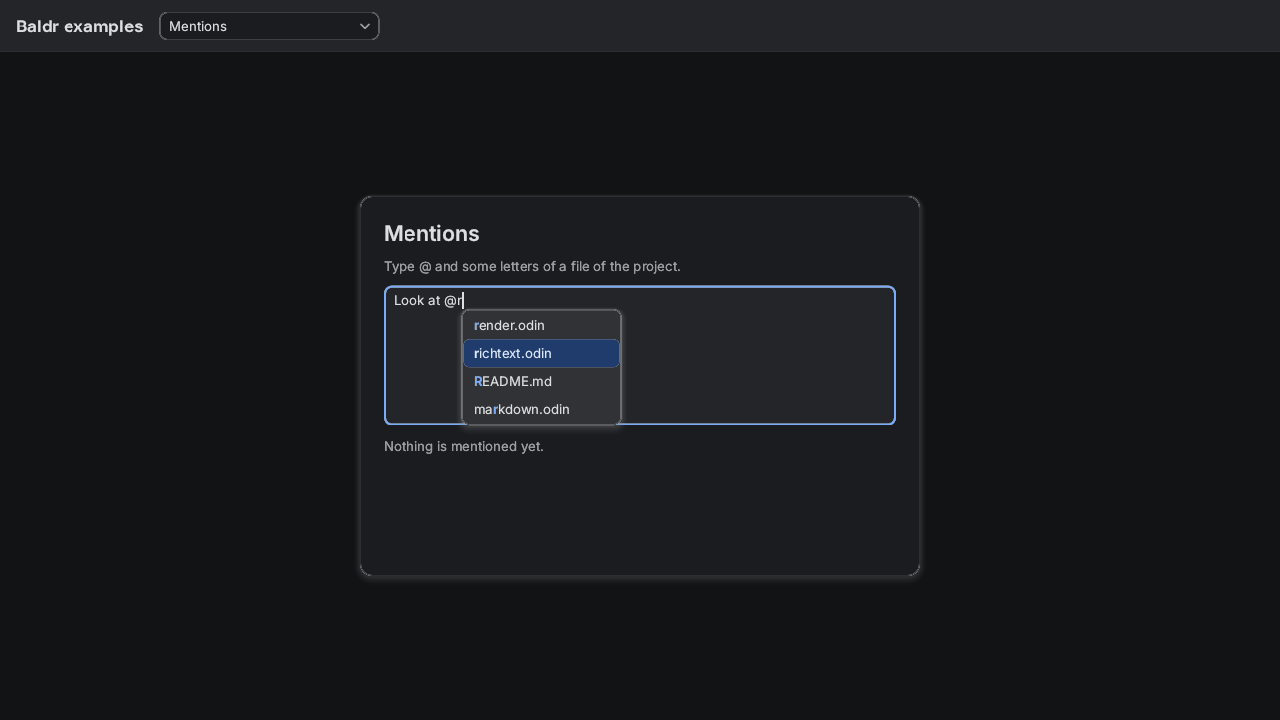 Baldr examples
Mentions
Mentions
Type @ and some letters of a file of the project.
Look at @r
render.odin
richtext.odin
README.md
markdown.odin
Nothing is mentioned yet.